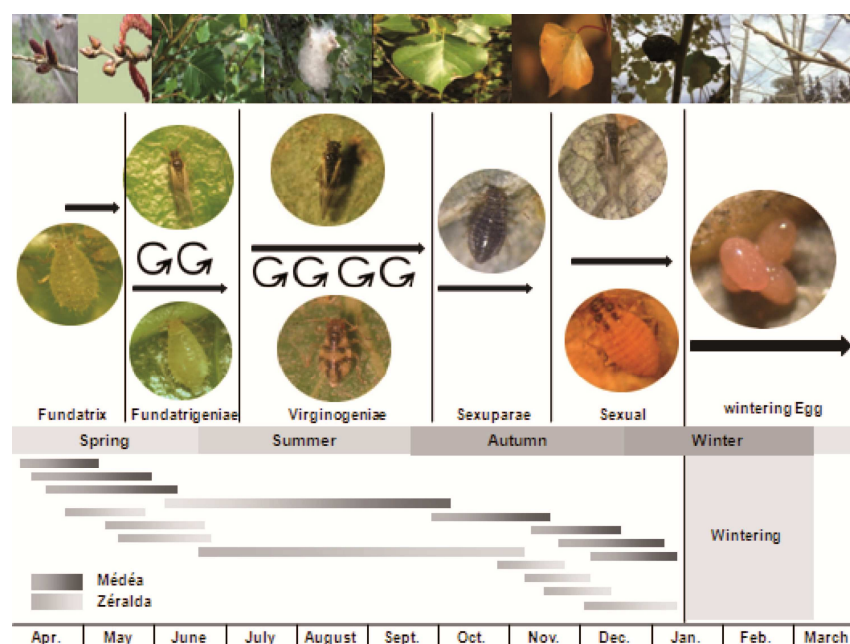 Fundatrix Fundatrigeniae Virginogeniae Sexuparae Sexual wintering Egg
Spring Summer Autumn Winter
Wintering
Médéa
Zéralda
Apr. May June July August Sept. Oct. Nov. Dec. Jan. Feb. March